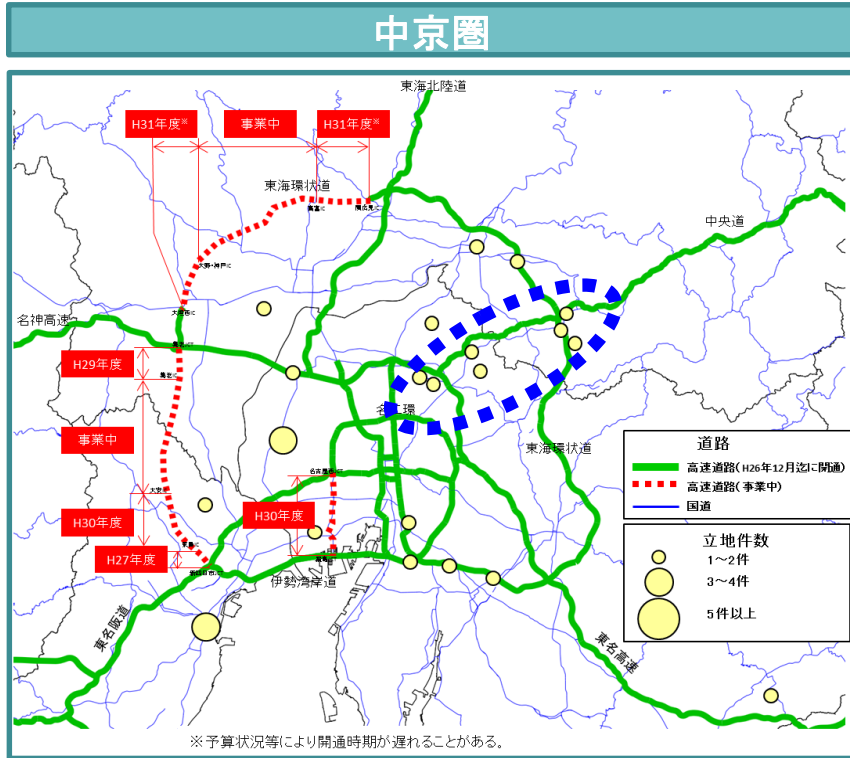 中京圏
東海北陸道
H31年度※
事業中
H31年度※
東海環状道
中央道
名神高速
H29年度
事業中
H30年度
H27年度
H30年度
東海環状道
伊勢湾岸道
東名阪道
東名高速
道路
高速道路(H26年12月迄に開通)
高速道路(事業中)
国道
立地件数
1～2件
3～4件
5件以上
※予算状況等により開通時期が遅れることがある。